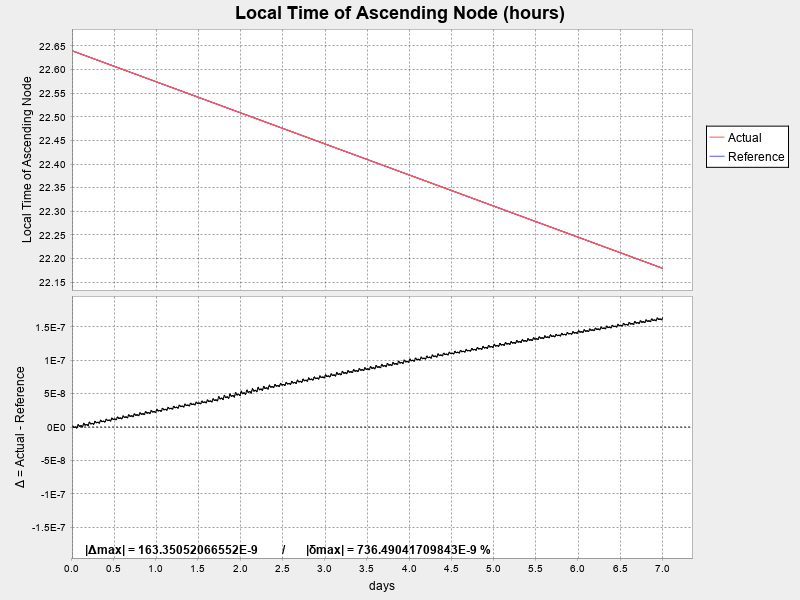 Local Time of Ascending Node (hours)
Local Time of Ascending Node
22.65
22.60
22.55
22.50
22.45
22.40
22.35
22.30
22.25
22.20
22.15
Actual
Reference
Δ = Actual - Reference
1.5E-7
1E-7
5E-8
0E0
-5E-8
-1E-7
-1.5E-7
|Δmax| = 163.35052066552E-9 / |δmax| = 736.49041709843E-9 %
0.0 0.5 1.0 1.5 2.0 2.5 3.0 3.5 4.0 4.5 5.0 5.5 6.0 6.5 7.0
days